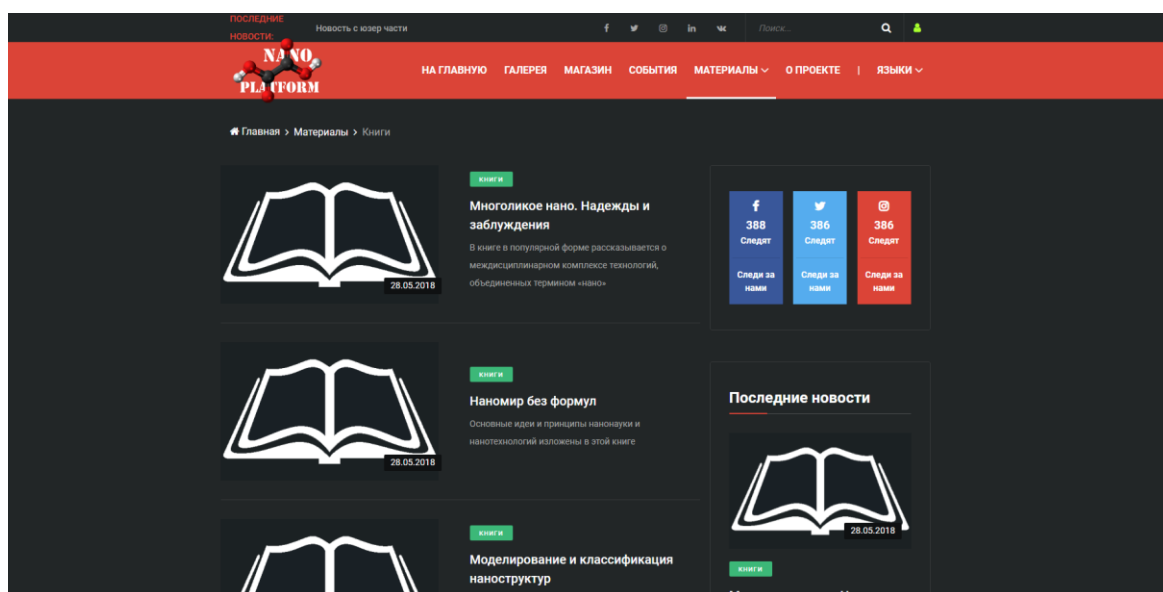 ПОСЛЕДНИЕ
НОВОСТИ:
Новость с юзер части
Поиск...
NANO
PLATFORM
НА ГЛАВНУЮ ГАЛЕРЕЯ МАГАЗИН СОБЫТИЯ МАТЕРИАЛЫ О ПРОЕКТЕ | ЯЗЫКИ
Главная > Материалы > Книги
28.05.2018
КНИГИ
Многоликое нано. Надежды и
заблуждения
В книге в популярной форме рассказывается о
междисциплинарном комплексе технологий,
объединенных термином «нано»
28.05.2018
КНИГИ
Наномир без формул
Основные идеи и принципы нанонауки и
нанотехнологий изложены в этой книге
КНИГИ
Моделирование и классификация
наноструктур
388
Следят
Следи за
нами
386
Следят
Следи за
нами
386
Следят
Следи за
нами
Последние новости
28.05.2018
КНИГИ